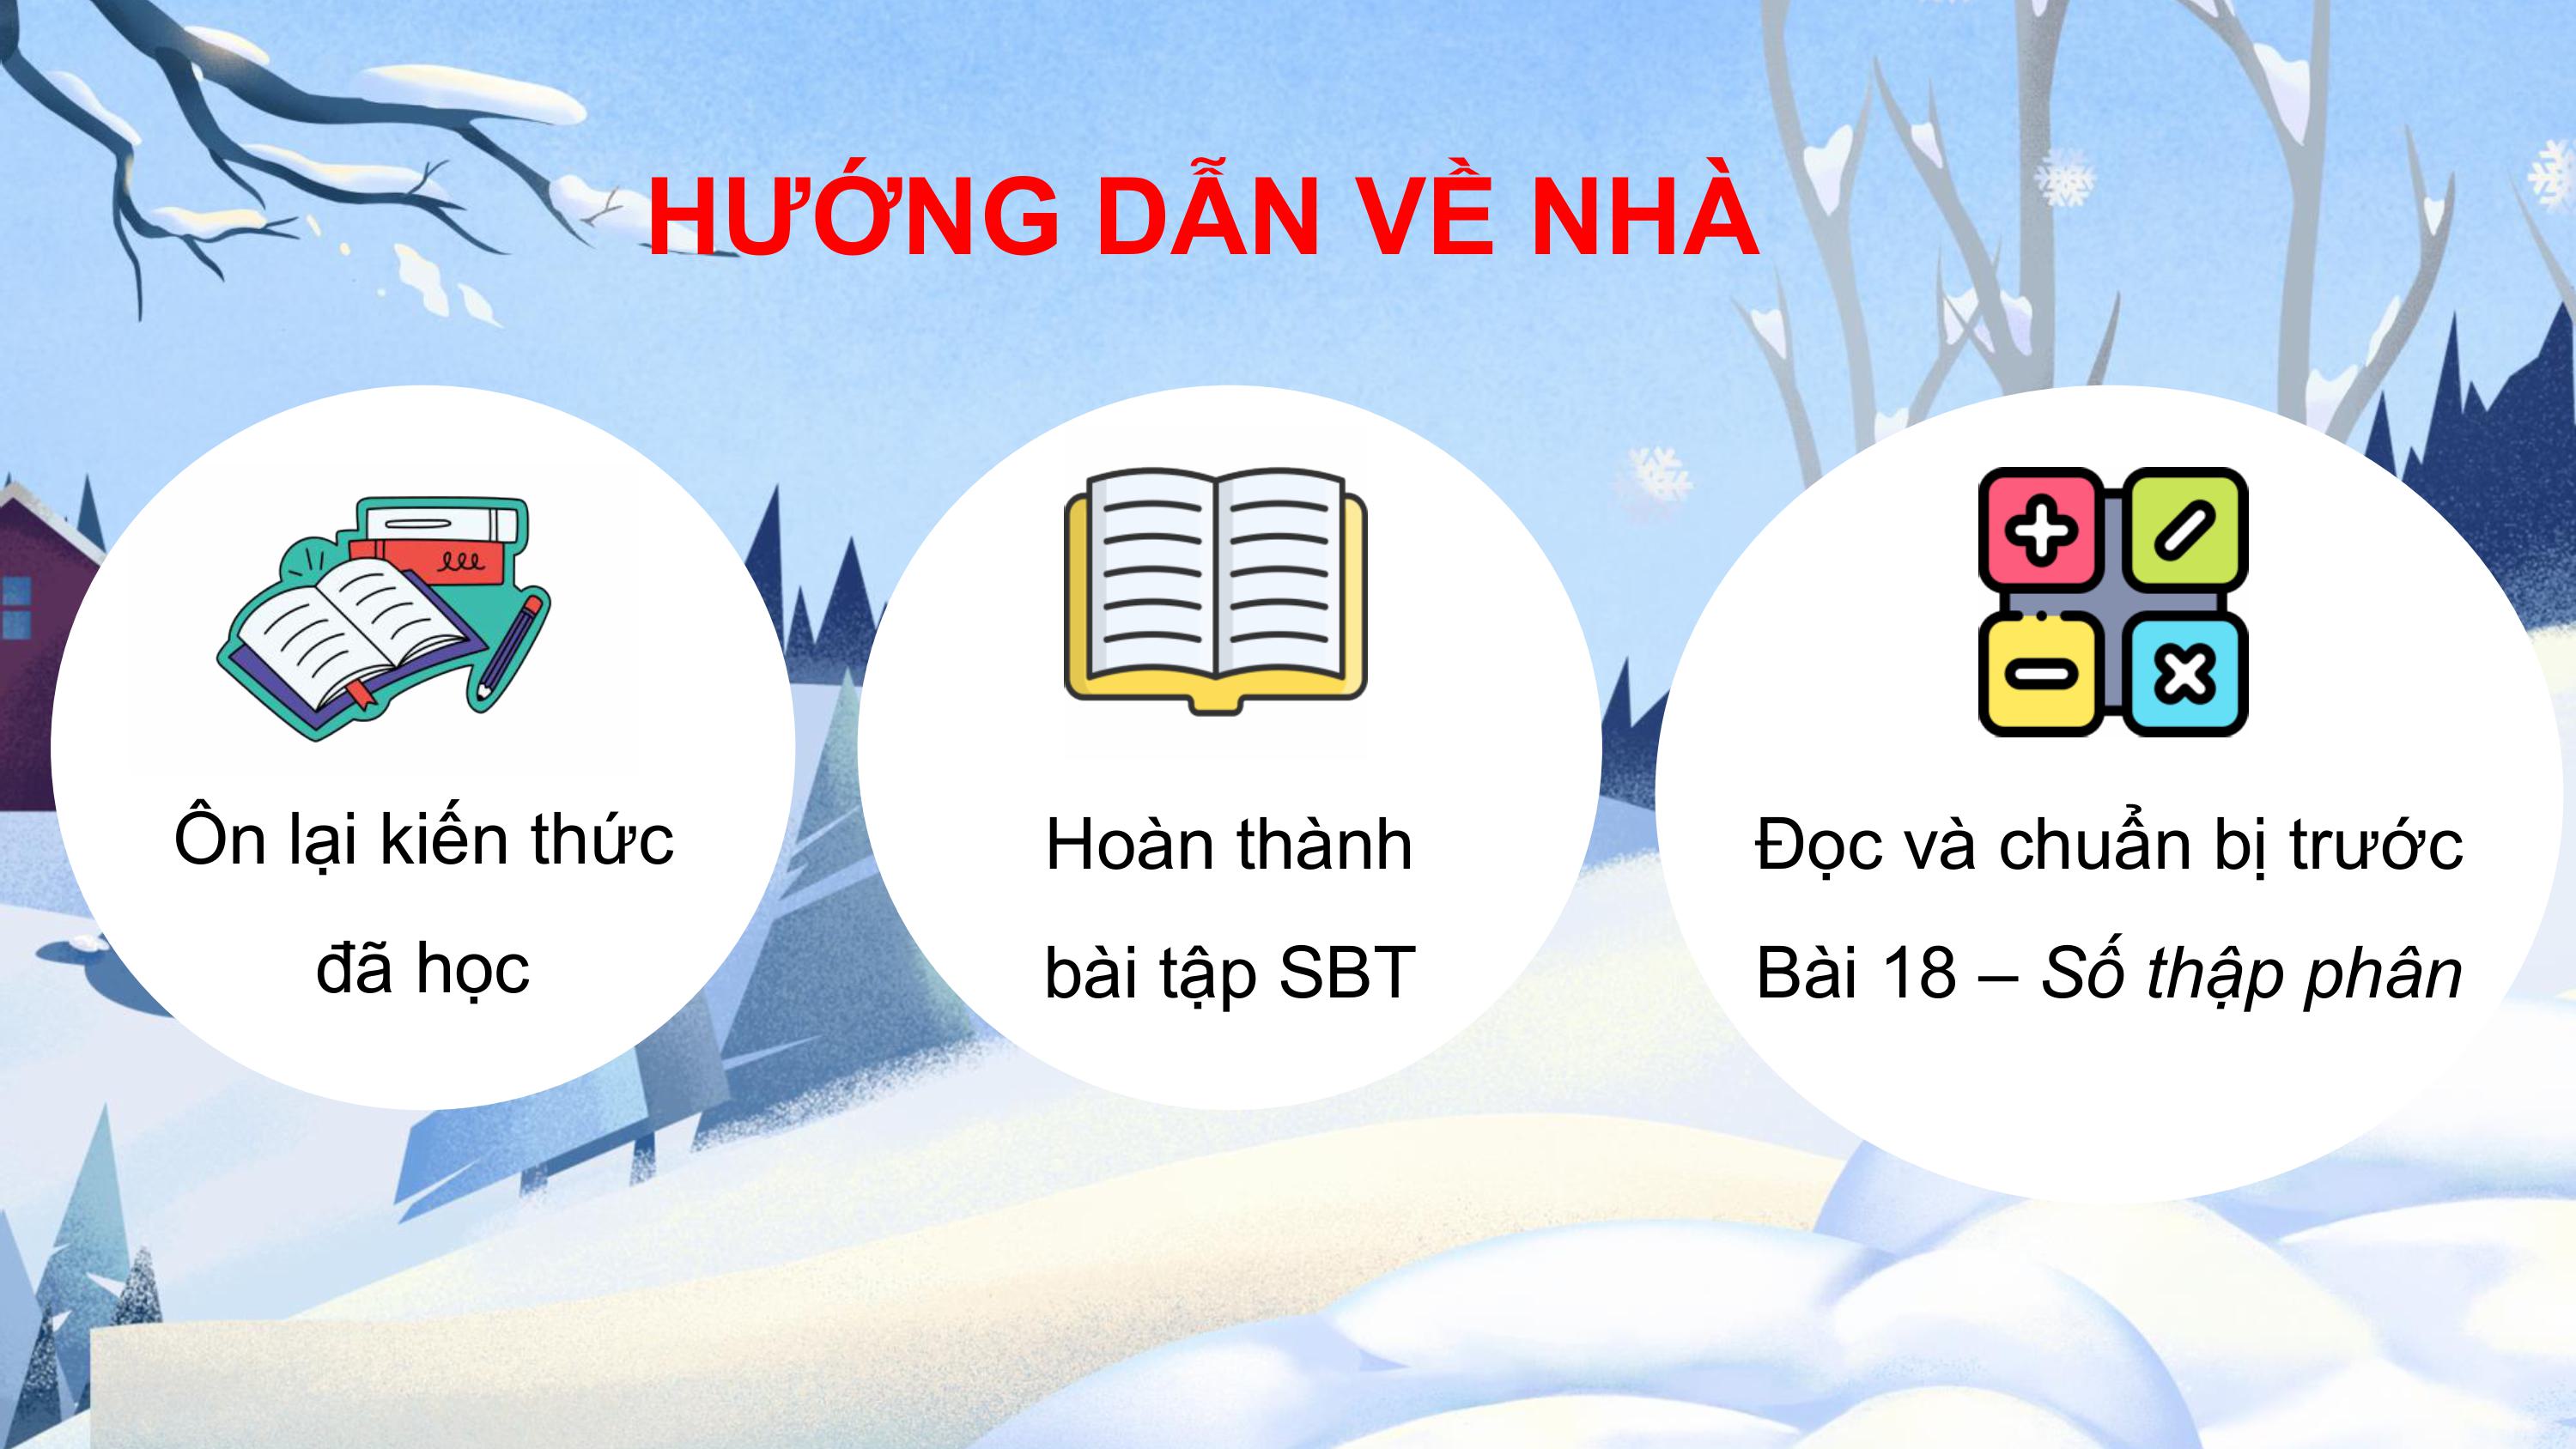 HƯỚNG DẪN VỀ NHÀ
Ôn lại kiến thức
đã học
Hoàn thành
bài tập SBT
Đọc và chuẩn bị trước
Bài 18 – Số thập phân